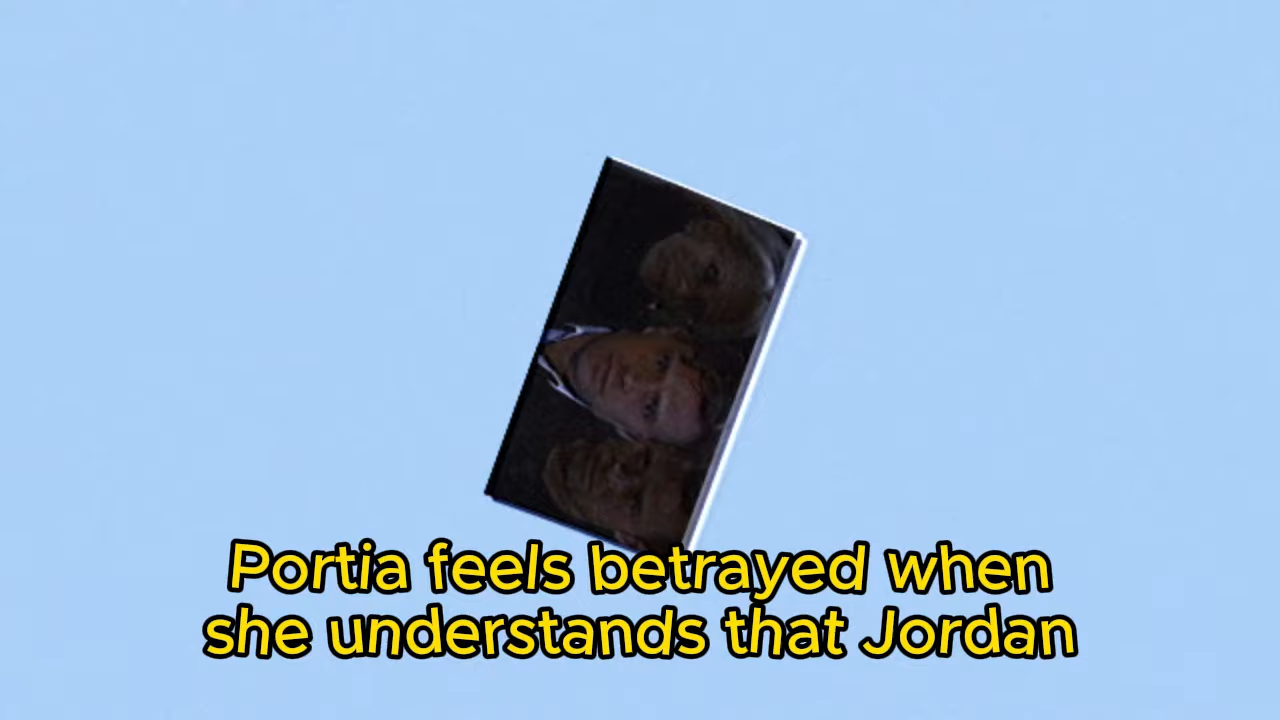 Portia feels betrayed when
she understands that Jordan